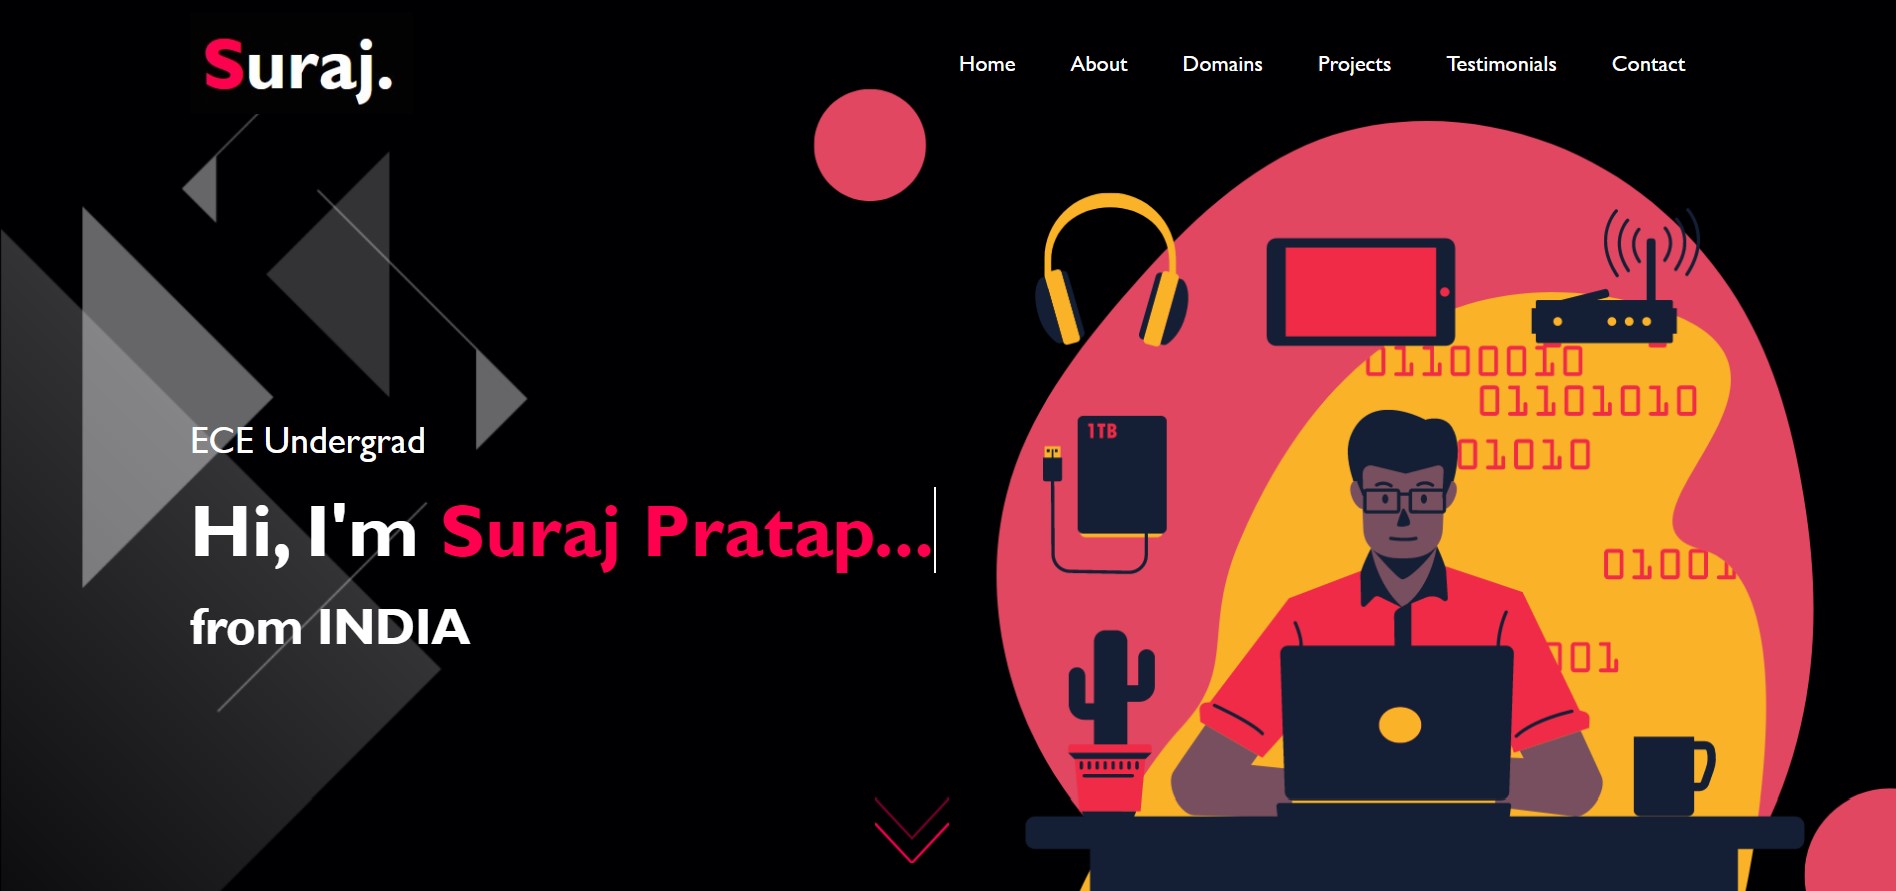 Suraj.
Home About Domains Projects Testimonials Contact
01100010
01101010
1TB
01010
ECE Undergrad
Hi, I'm Suraj Pratap...
01001
from INDIA
001